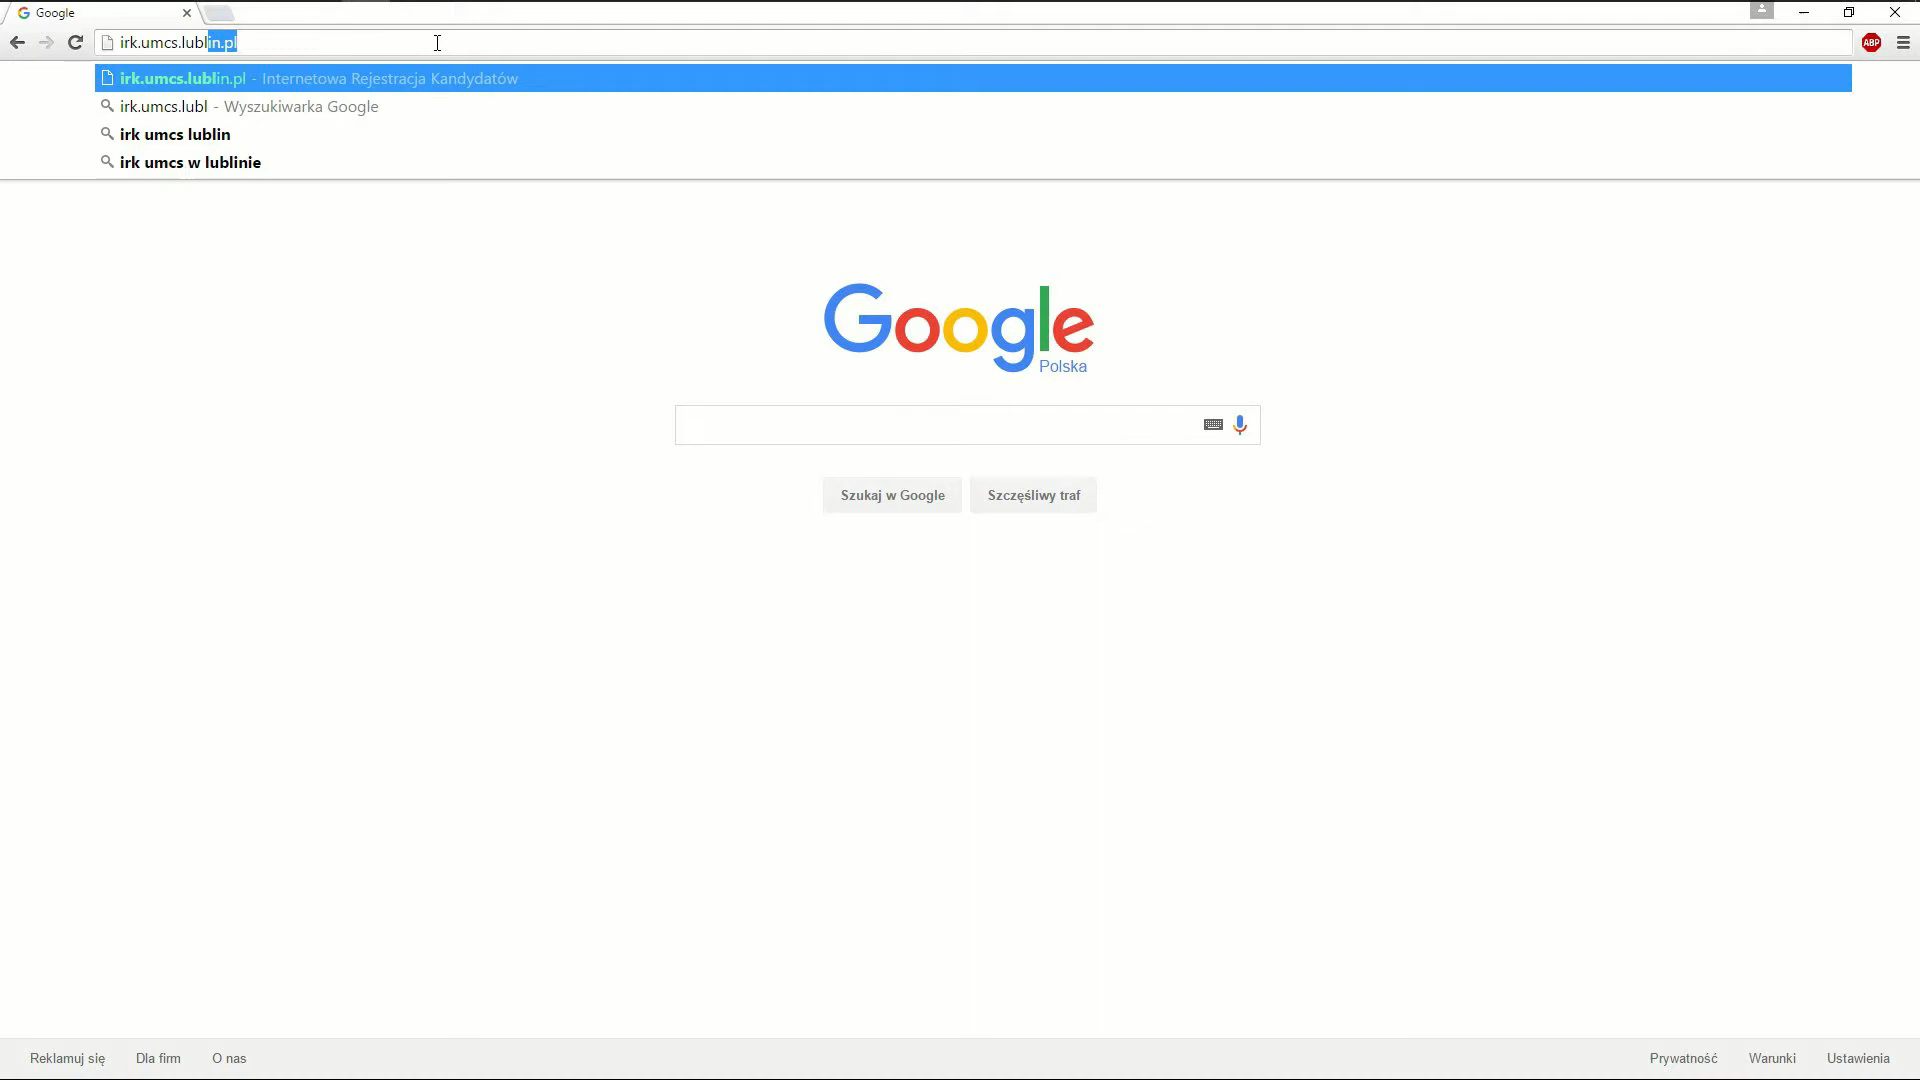 Google
irk.umcs.lublin.pl
ABP
irk.umcs.lublin.pl - Internetowa Rejestracja Kandydatów
irk.umcs.lubl - Wyszukiwarka Google
irk umcs lublin
irk umcs w lublinie
Google
Polska
Szukaj w Google
Szczęśliwy traf
Reklamuj się
Dla firm
O nas
Prywatność
Warunki
Ustawienia